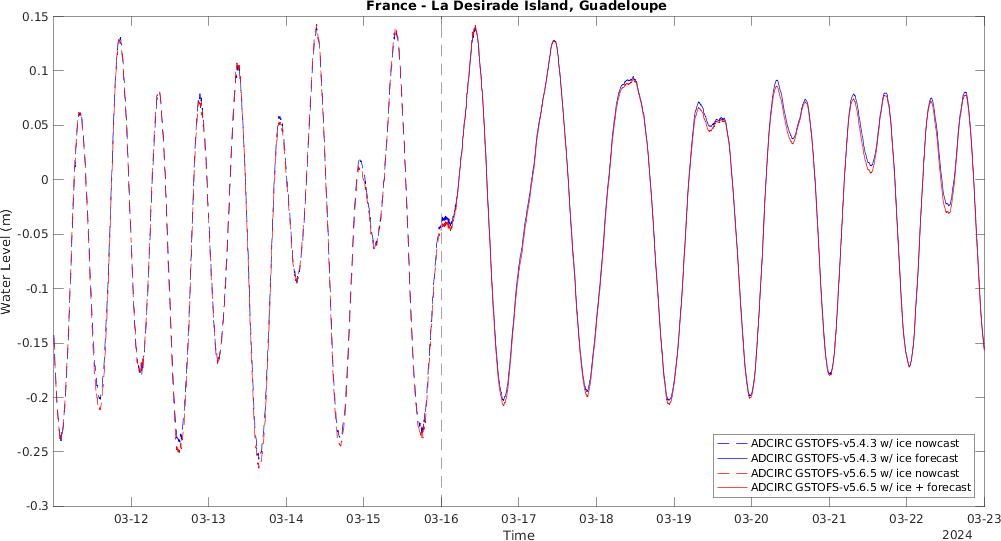 France - La Desirade Island, Guadeloupe
0.15
0.1
0.05
0
-0.05
-0.1
-0.15
-0.2
-0.25
-0.3
Water Level (m)
03-12 03-13 03-14 03-15 03-16 03-17 03-18 03-19 03-20 03-21 03-22 03-23
Time
2024
ADCIRC GSTOFS-v5.4.3 w/ ice nowcast
ADCIRC GSTOFS-v5.4.3 w/ ice forecast
ADCIRC GSTOFS-v5.6.5 w/ ice nowcast
ADCIRC GSTOFS-v5.6.5 w/ ice + forecast